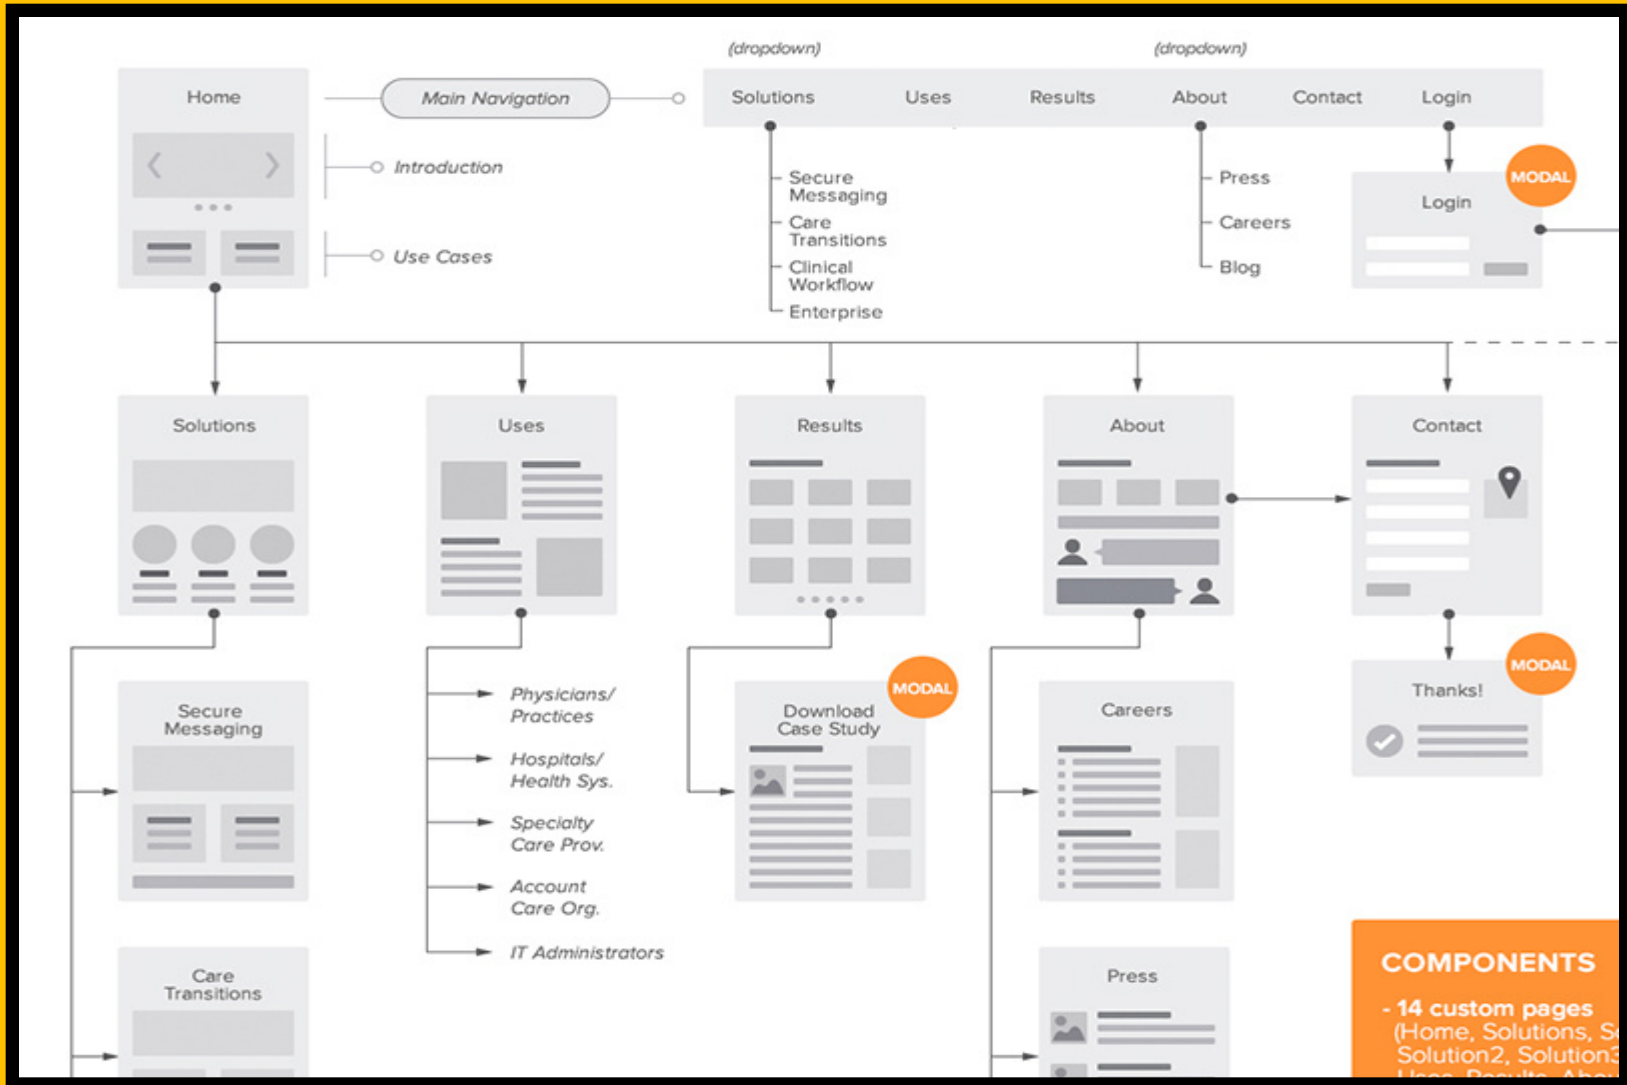 (dropdown)
(dropdown)
Home
Main Navigation
Solutions
Uses
Results
About
Contact
Login
Introduction
Use Cases
Secure
Messaging
Care
Transitions
Clinical
Workflow
Enterprise
Press
Careers
Blog
MODAL
Login
Solutions
Uses
Results
About
Contact
Secure
Messaging
Care
Transitions
Physicians/
Practices
Hospitals/
Health Sys.
Specialty
Care Prov.
Account
Care Org.
IT Administrators
MODAL
Download
Case Study
Careers
Press
MODAL
Thanks!
COMPONENTS
- 14 custom pages
(Home, Solutions,
Solution2, Solution3
Uses, Results,